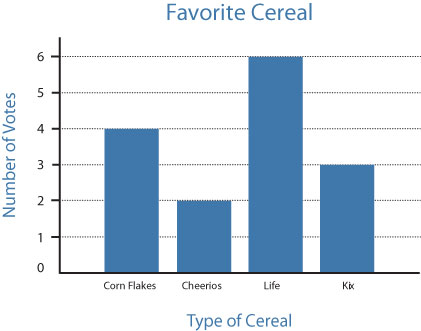 Favorite Cereal
Number of Votes
6
5
4
3
2
1
0
Corn Flakes Cheerios Life Kix
Type of Cereal